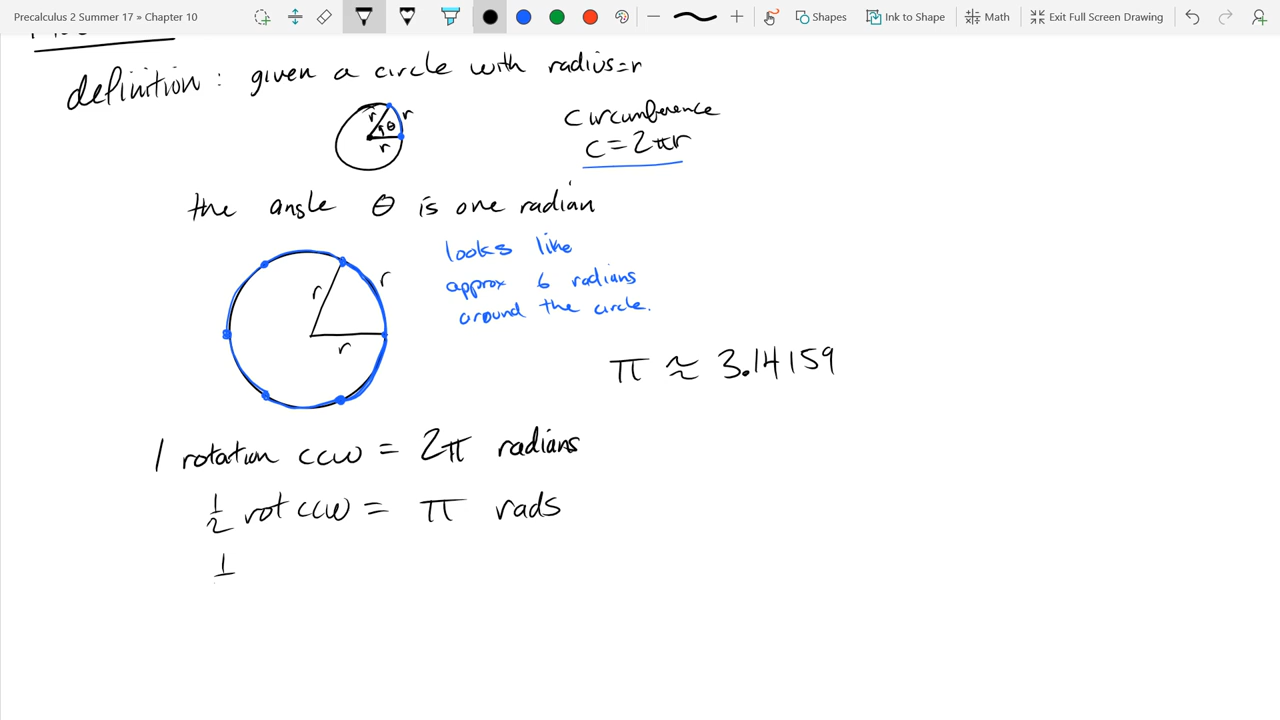 Precalculus 2 Summer 17 » Chapter 10
Shapes
Ink to Shape
Math
Exit Full Screen Drawing
definition: given a circle with radius=r
r r
θ
r
circumberence
c=2πr
the angle θ is one radian
looks like
approx 6 radians
around the circle.
r r
r
π ≈ 3.14159
1 rotation ccw = 2π radians
1/2 rot ccw = π rads
1